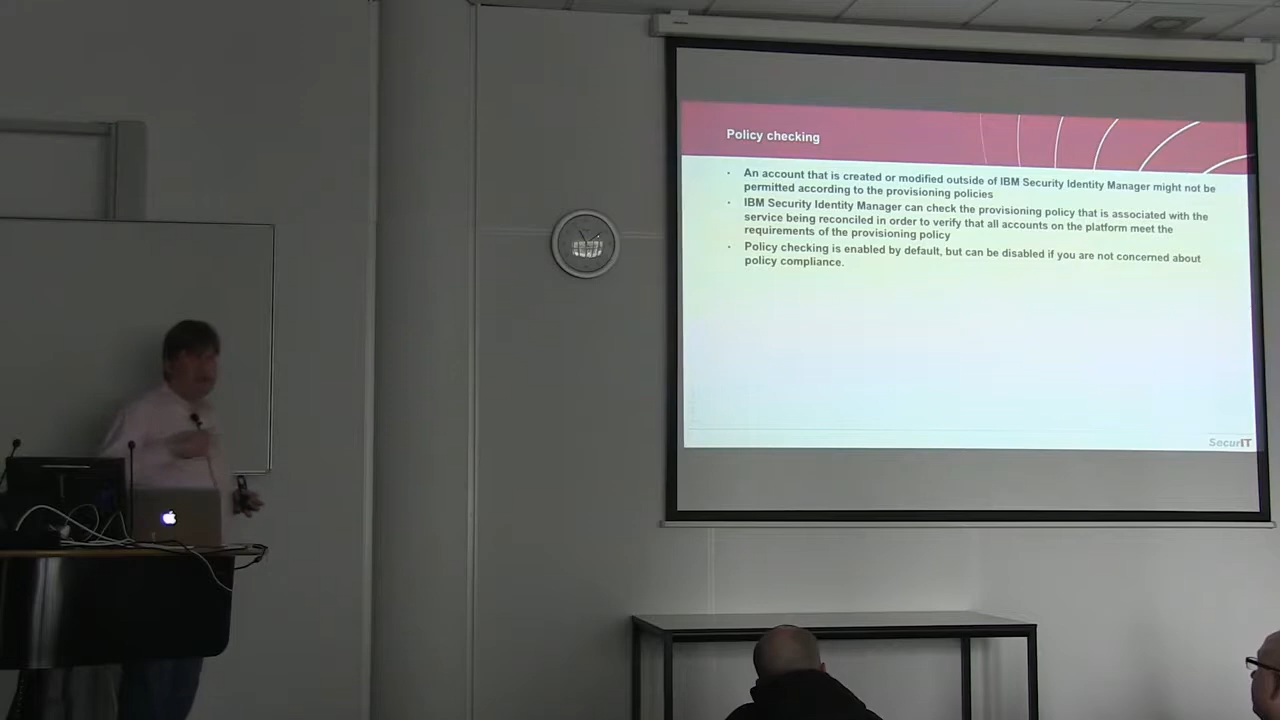 Policy checking
· An account that is created or modified outside of IBM Security Identity Manager might not be
permitted according to the provisioning policies
· IBM Security Identity Manager can check the provisioning policy that is associated with the
service being reconciled in order to verify that all accounts on the platform meet the
requirements of the provisioning policy
· Policy checking is enabled by default, but can be disabled if you are not concerned about
policy compliance.
SecurIT